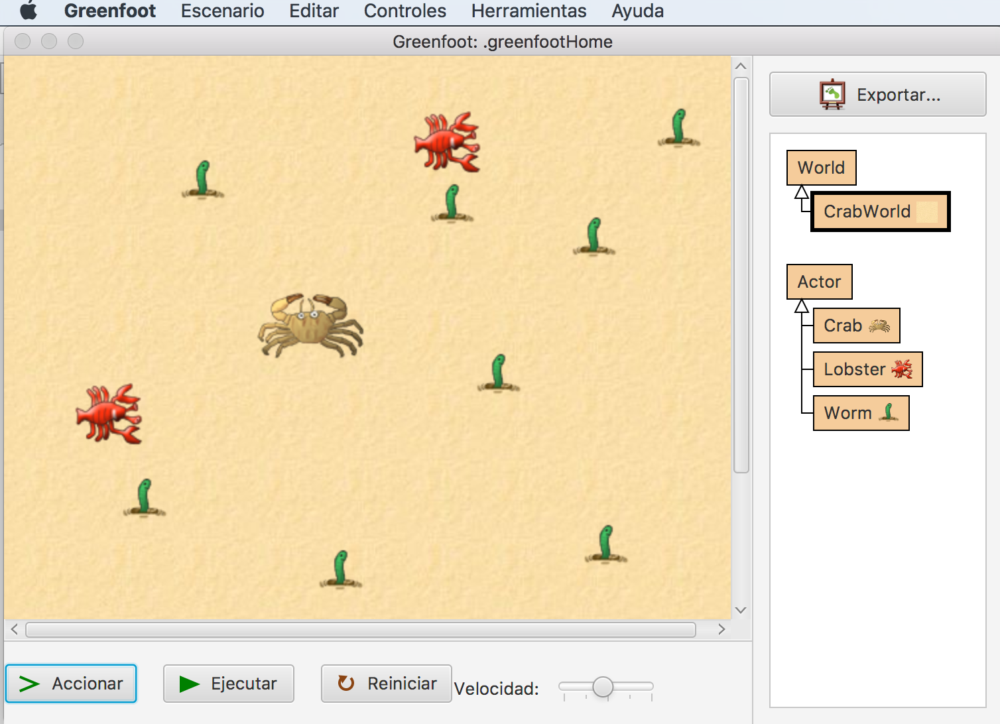 Greenfoot Escenario Editar Controles Herramientas Ayuda
Greenfoot: .greenfootHome
Exportar...
World
CrabWorld
Actor
Crab
Lobster
Worm
Accionar Ejecutar Reiniciar Velocidad: